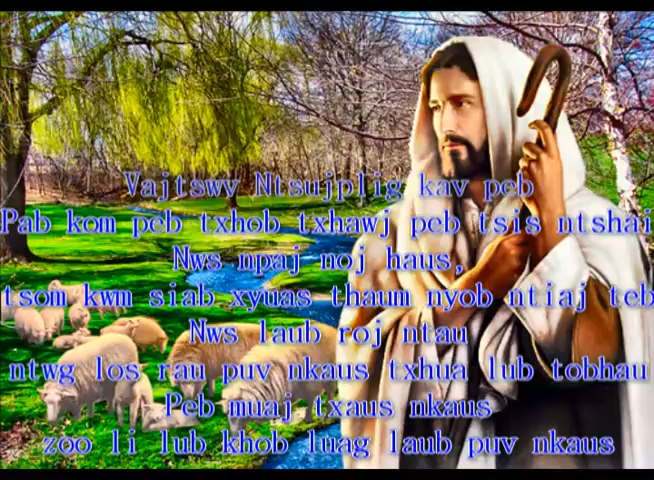 Vajtswv Ntsujplig kav peb
Pab kom peb txhob txhawj peb tsis ntshai
Nws npaj noj haus,
tsom kwm siab xyuas thaum nyob ntiaj teb
Nws laub roj ntau
ntwg los rau puv nkaus txhua lub tobhau
Peb muaj txaus nkaus
zoo li lub khob luag laub puv nkaus